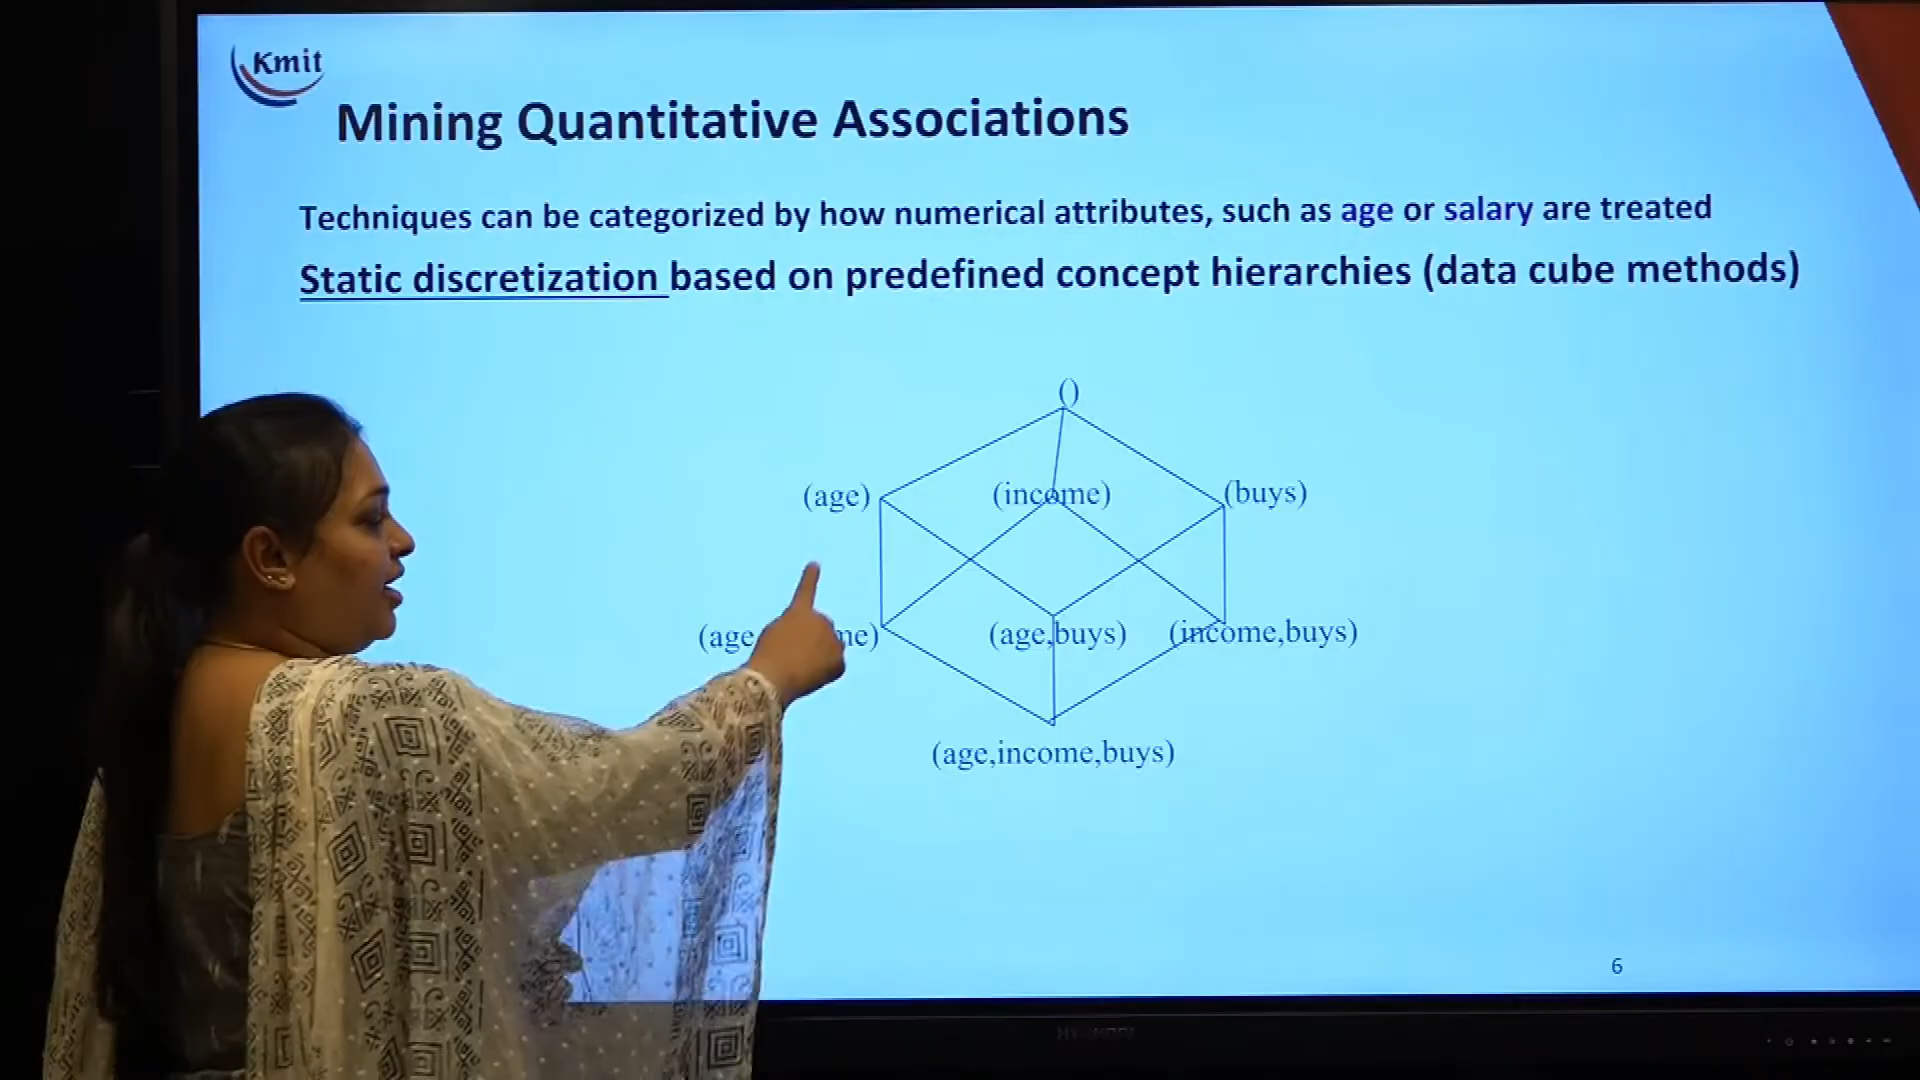 Kmit
Mining Quantitative Associations
Techniques can be categorized by how numerical attributes, such as age or salary are treated
Static discretization based on predefined concept hierarchies (data cube methods)
()
(age) (income) (buys)
(age,buys) (income,buys)
(age,income,buys)
6
HYUNDAI